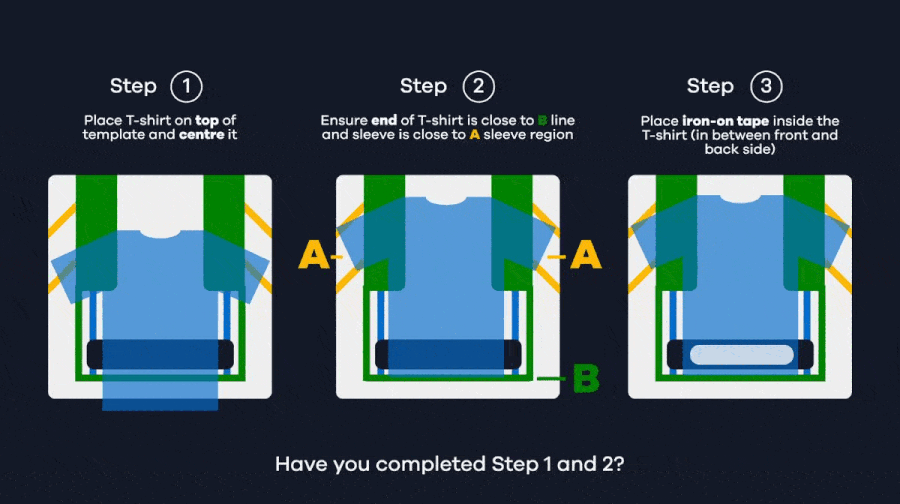 Step 1
Place T-shirt on top of
template and centre it
Step 2
Ensure end of T-shirt is close to B line
and sleeve is close to A sleeve region
Step 3
Place iron-on tape inside the
T-shirt (in between front and
back side)
A
A
B
Have you completed Step 1 and 2?